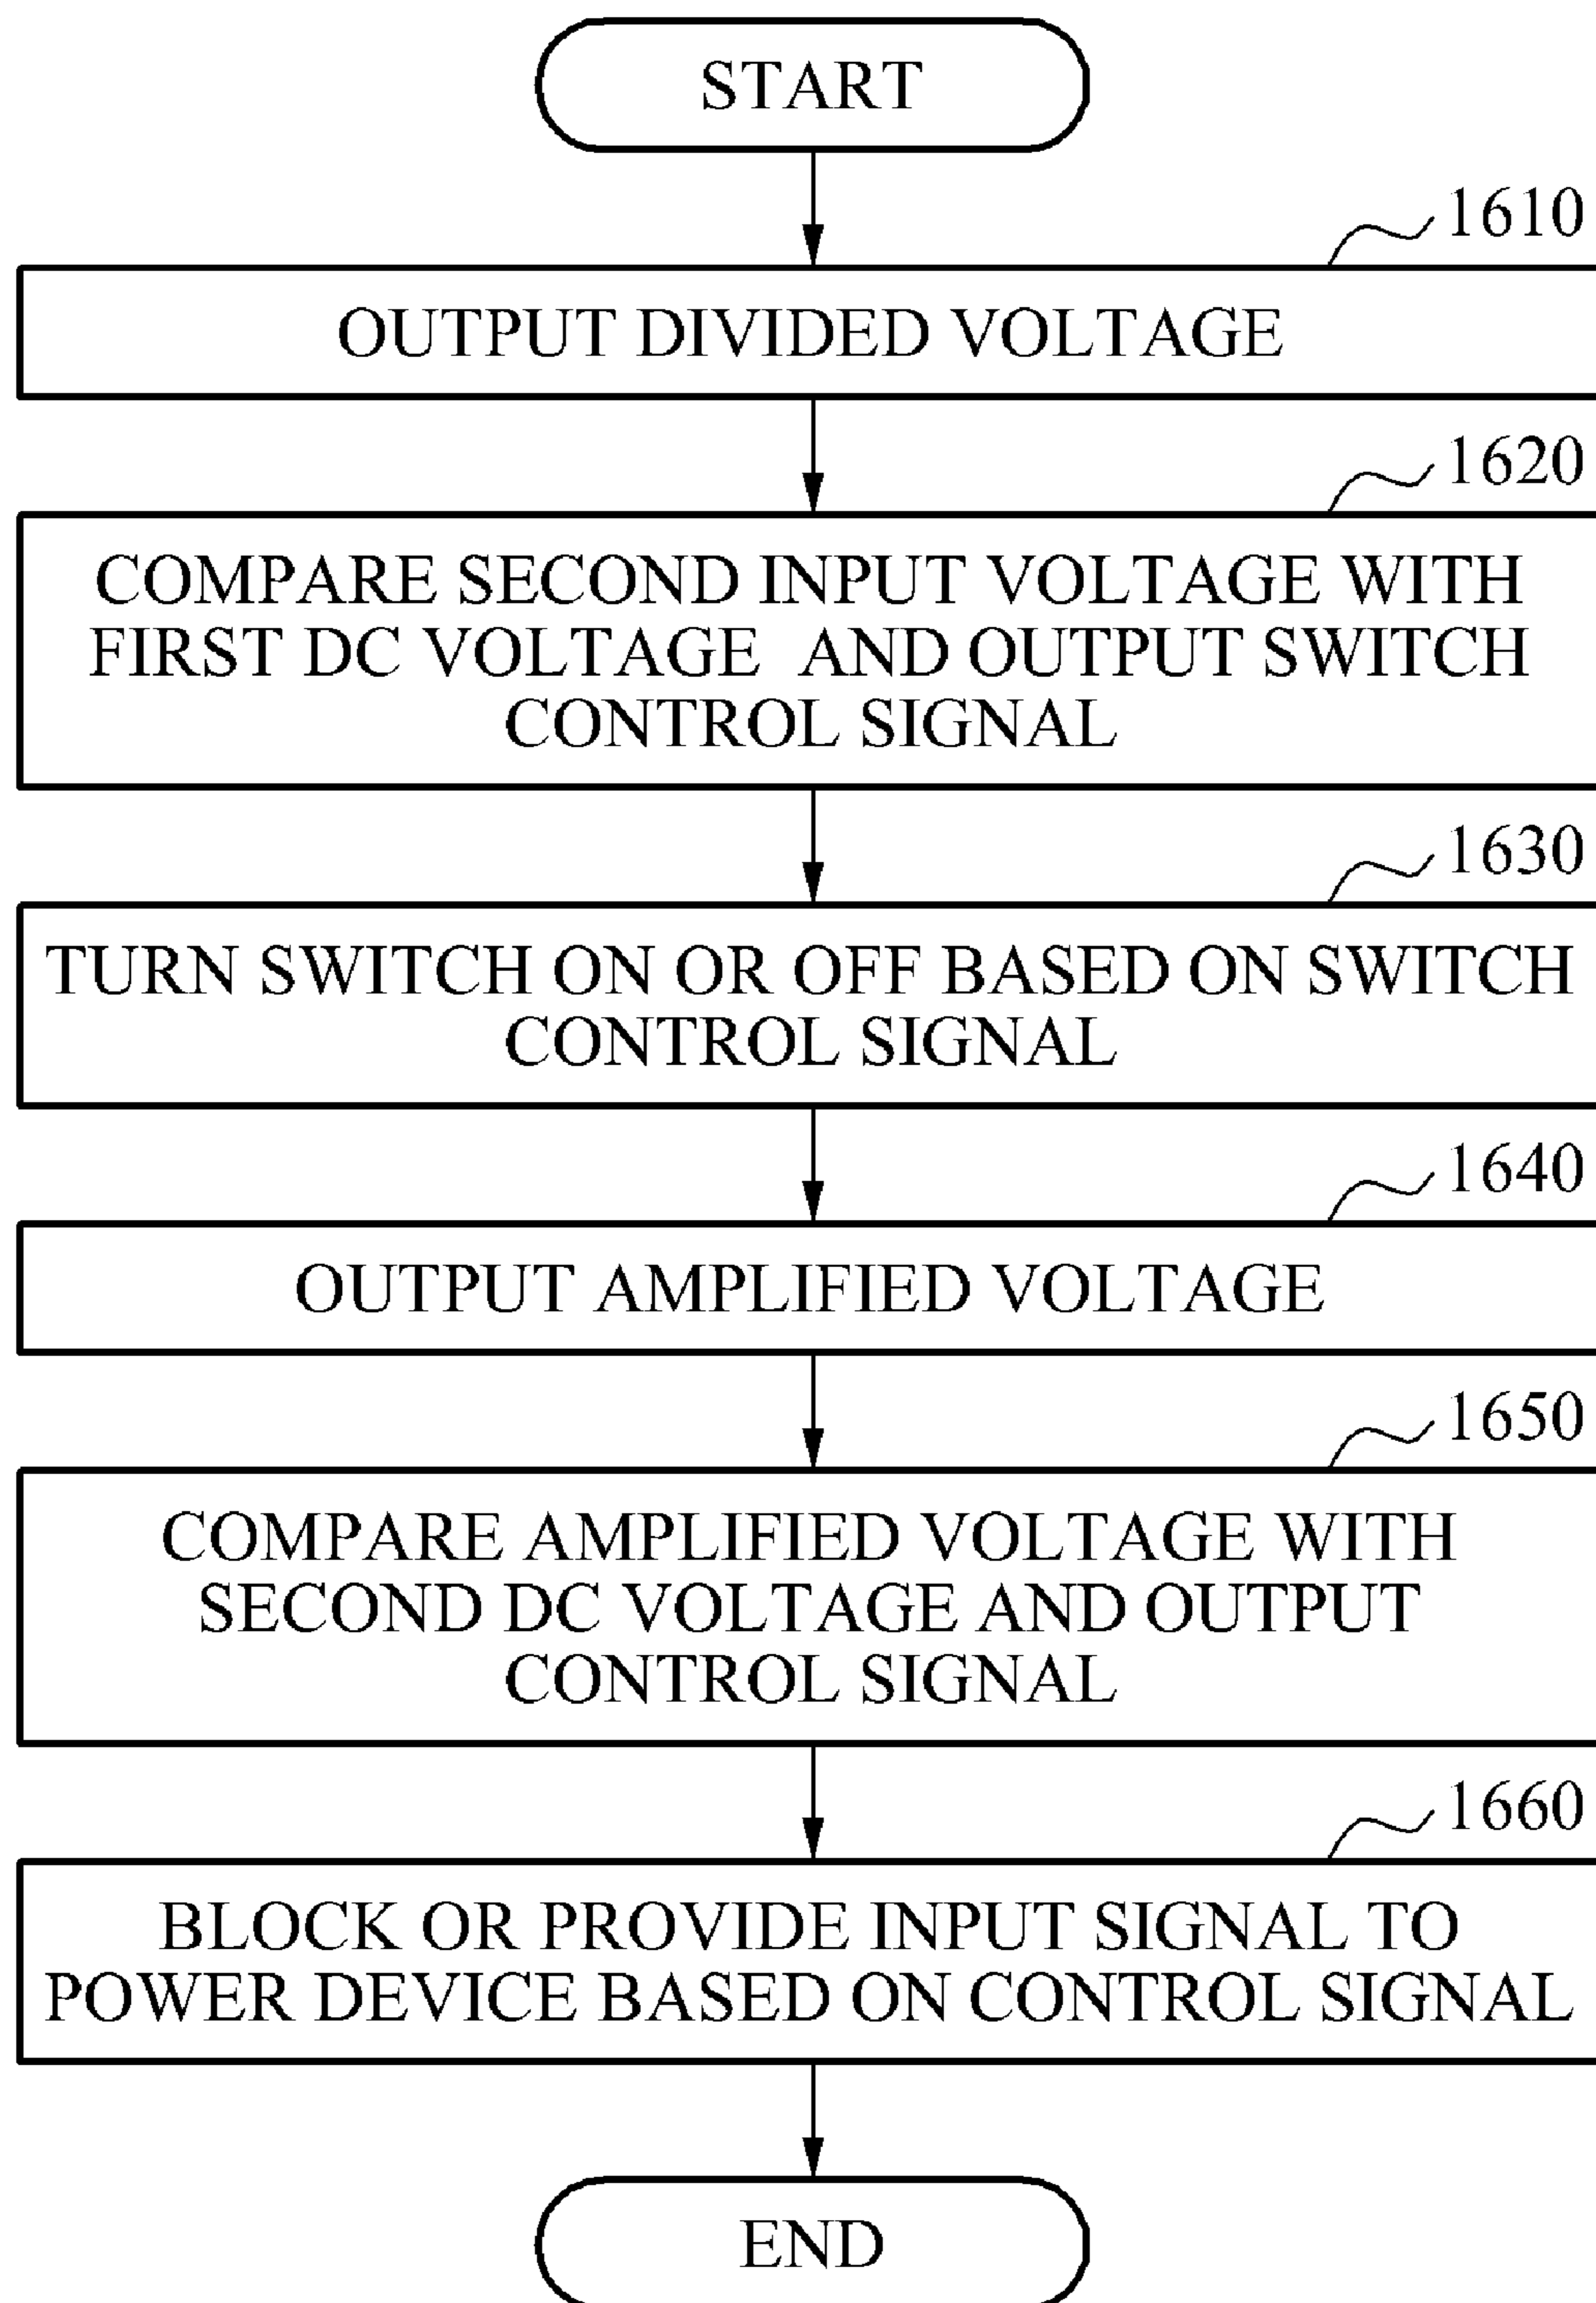 START
1610
OUTPUT DIVIDED VOLTAGE
1620
COMPARE SECOND INPUT VOLTAGE WITH
FIRST DC VOLTAGE AND OUTPUT SWITCH
CONTROL SIGNAL
1630
TURN SWITCH ON OR OFF BASED ON SWITCH
CONTROL SIGNAL
1640
OUTPUT AMPLIFIED VOLTAGE
1650
COMPARE AMPLIFIED VOLTAGE WITH
SECOND DC VOLTAGE AND OUTPUT
CONTROL SIGNAL
1660
BLOCK OR PROVIDE INPUT SIGNAL TO
POWER DEVICE BASED ON CONTROL SIGNAL
END